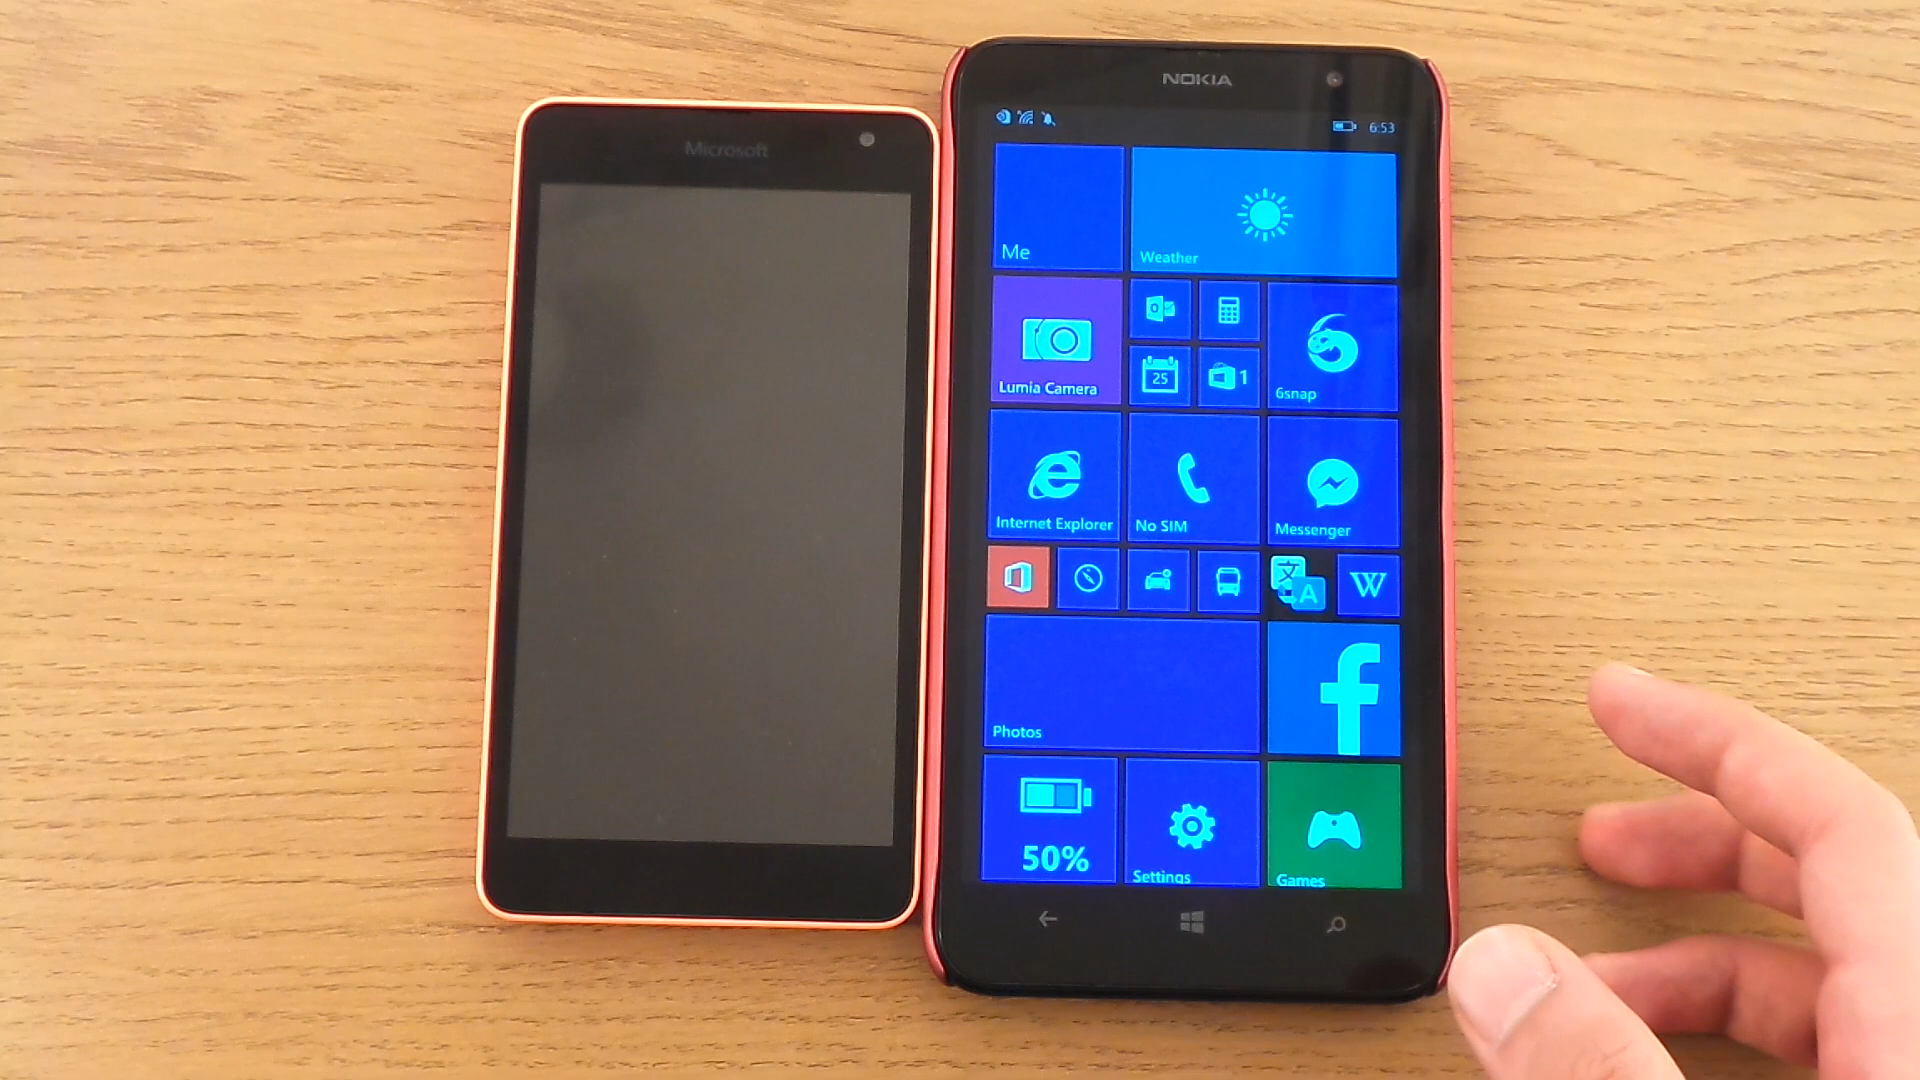 Microsoft
NOKIA
6:53
Me
Weather
Lumia Camera
25
1
6snap
Internet Explorer
No SIM
Messenger
文
A
W
Photos
f
50%
Settings
Games